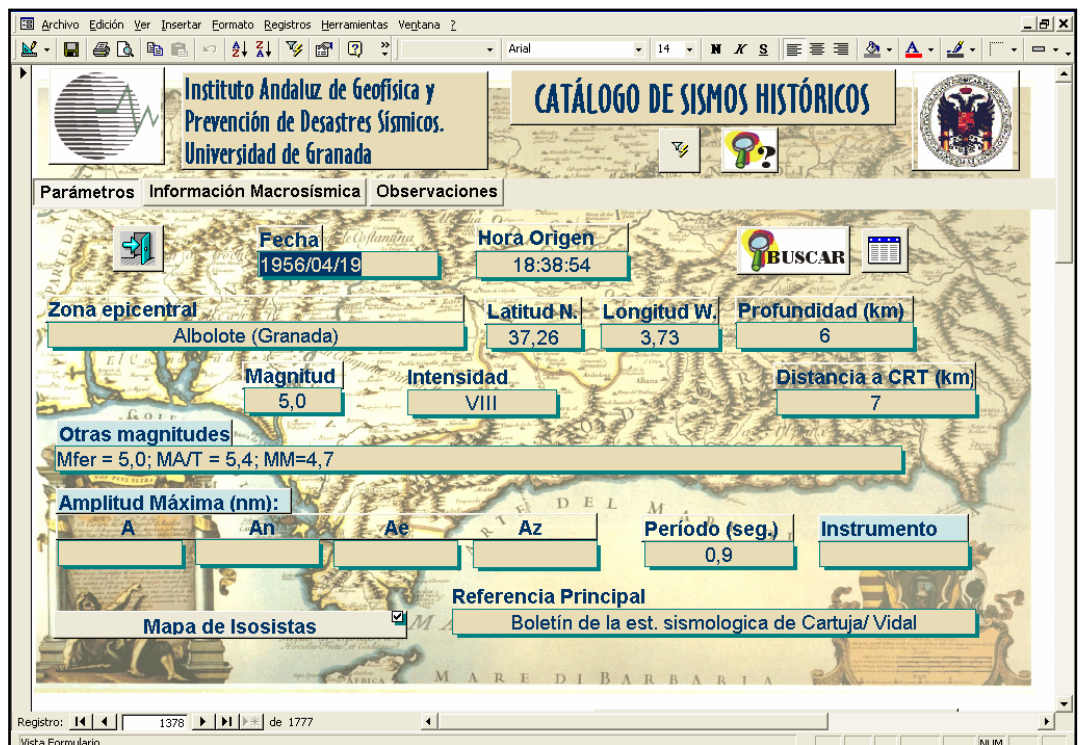 Archivo Edición Ver Insertar Formato Registros Herramientas Ventana ?
Arial 14 N K S
Instituto Andaluz de Geofísica y
Prevención de Desastres Sísmicos.
Universidad de Granada
CATÁLOGO DE SISMOS HISTÓRICOS
Parámetros Información Macrosísmica Observaciones
Fecha
1956/04/19
Hora Origen
18:38:54
BUSCAR
Zona epicentral
Albolote (Granada)
Latitud N.
37,26
Longitud W.
3,73
Profundidad (km)
6
Magnitud
5,0
Intensidad
VIII
Distancia a CRT (km)
7
Otras magnitudes
Mfer = 5,0; MA/T = 5,4; MM=4,7
Amplitud Máxima (nm):
A An Ae Az
Período (seg.)
0,9
Instrumento
Referencia Principal
Boletín de la est. sismologica de Cartuja/ Vidal
Mapa de Isosistas
MARE DI BARBARIA
Registro: 1378 de 1777
Vista Formulario NUM